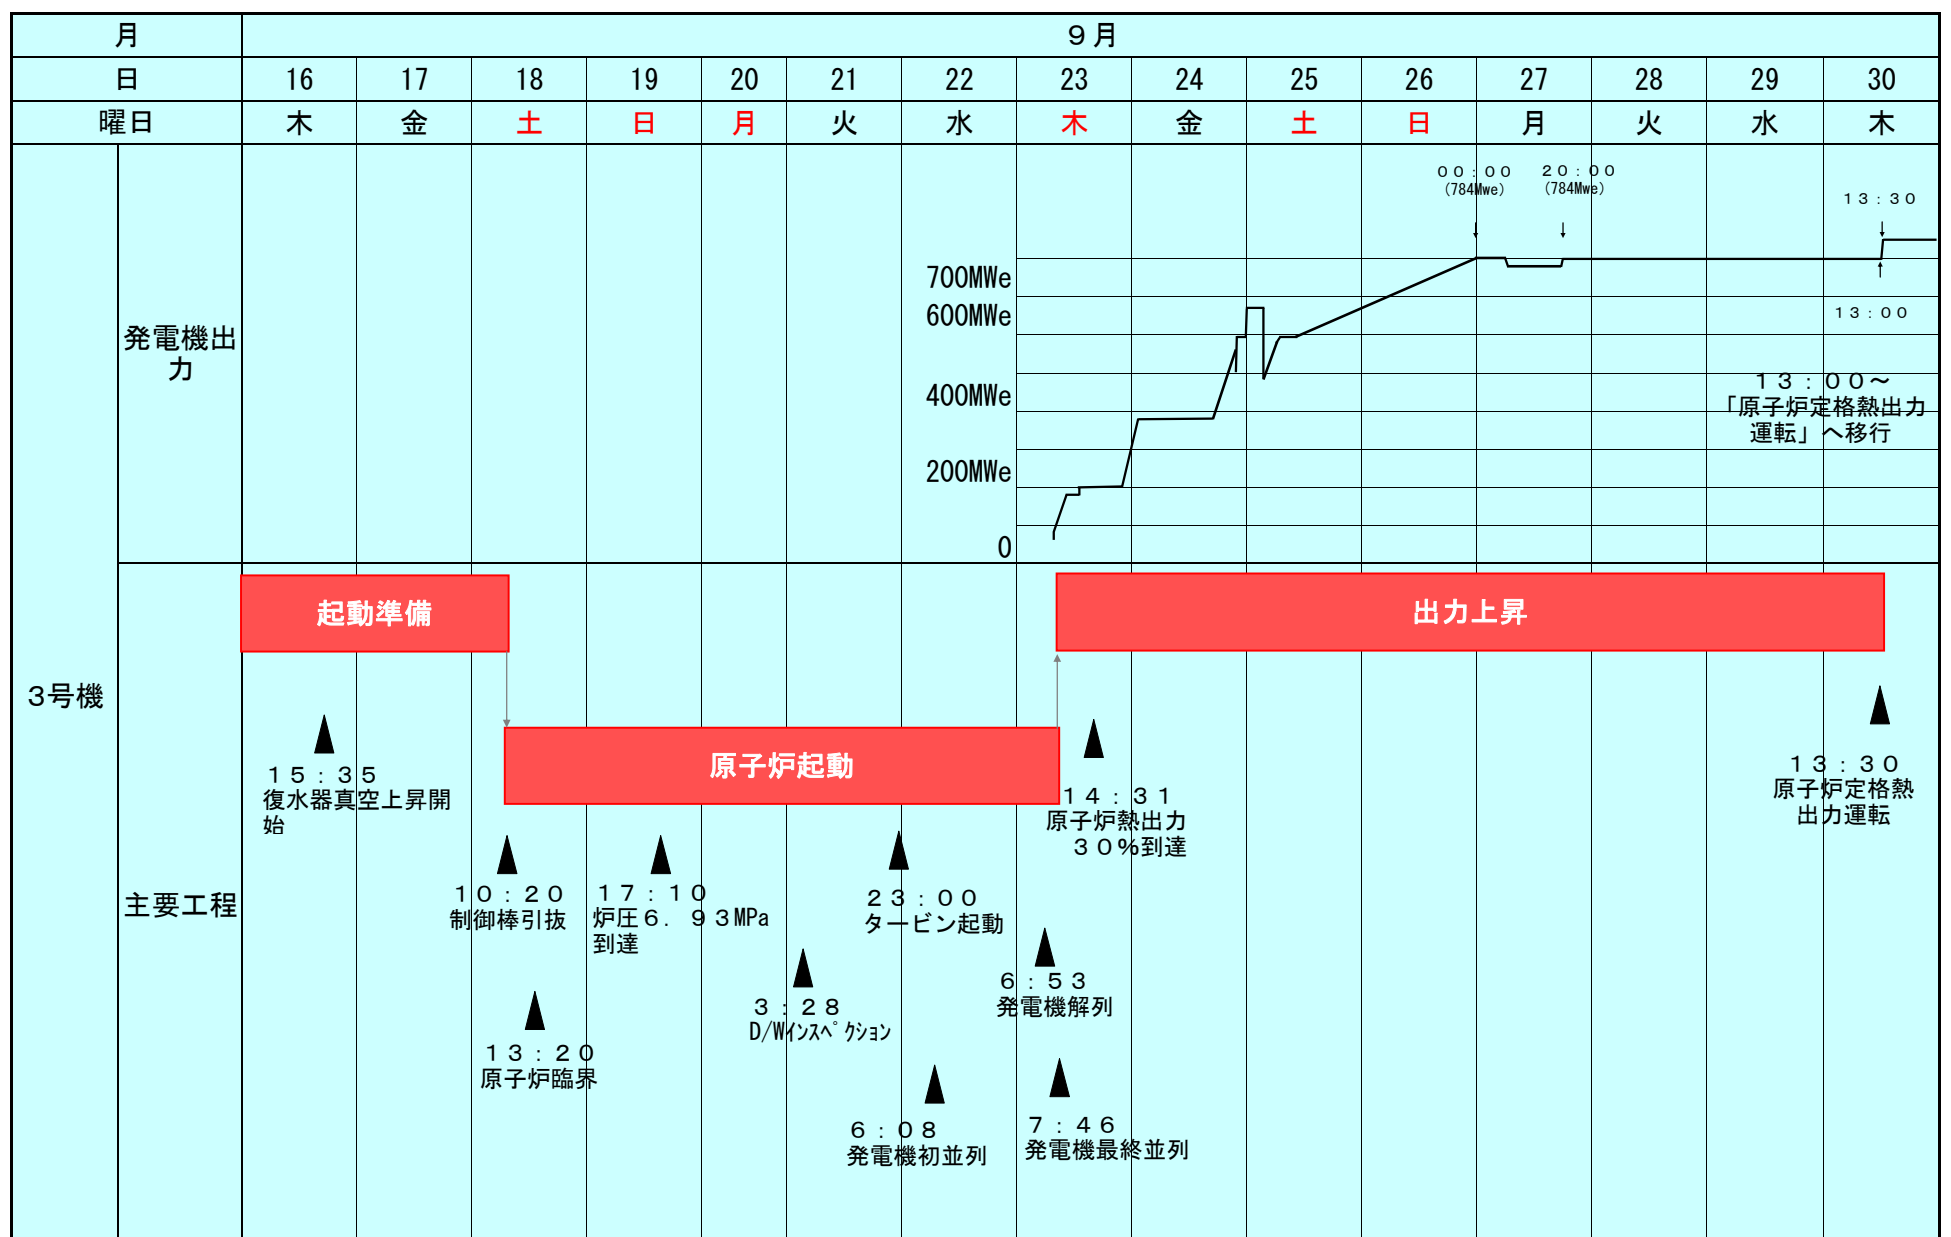 月
９月
日
16 17 18 19 20 21 22 23 24 25 26 27 28 29 30
曜日
木 金 土 日 月 火 水 木 金 土 日 月 火 水 木
3号機
発電機出
力
００：００
（784Mwe）
２０：００
（784Mwe）
１３：３０
700MWe
600MWe
400MWe
200MWe
0
１３：００
１３：００～
「原子炉定格熱出力
運転」へ移行
主要工程
起動準備
出力上昇
原子炉起動
１５：３５
復水器真空上昇開
始
１０：２０
制御棒引抜
１３：２０
原子炉臨界
１７：１０
炉圧６．９３MPa
到達
３：２８
D/Wｲﾝｽﾍﾟｸｼｮﾝ
２３：００
タービン起動
６：０８
発電機初並列
６：５３
発電機解列
７：４６
発電機最終並列
１４：３１
原子炉熱出力
３０％到達
１３：３０
原子炉定格熱
出力運転